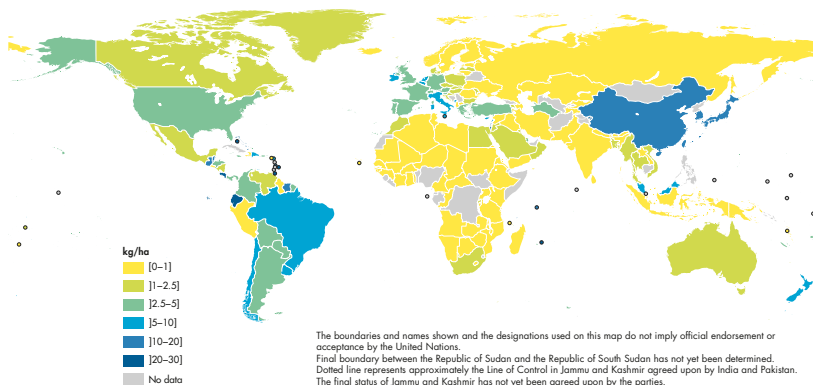 kg/ha
]0–1]
]1–2.5]
]2.5–5]
]5–10]
]10–20]
]20–30]
No data
The boundaries and names shown and the designations used on this map do not imply official endorsement or
acceptance by the United Nations.
Final boundary between the Republic of Sudan and the Republic of South Sudan has not yet been determined.
Dotted line represents approximately the Line of Control in Jammu and Kashmir agreed upon by India and Pakistan.
The final status of Jammu and Kashmir has not yet been agreed upon by the parties.